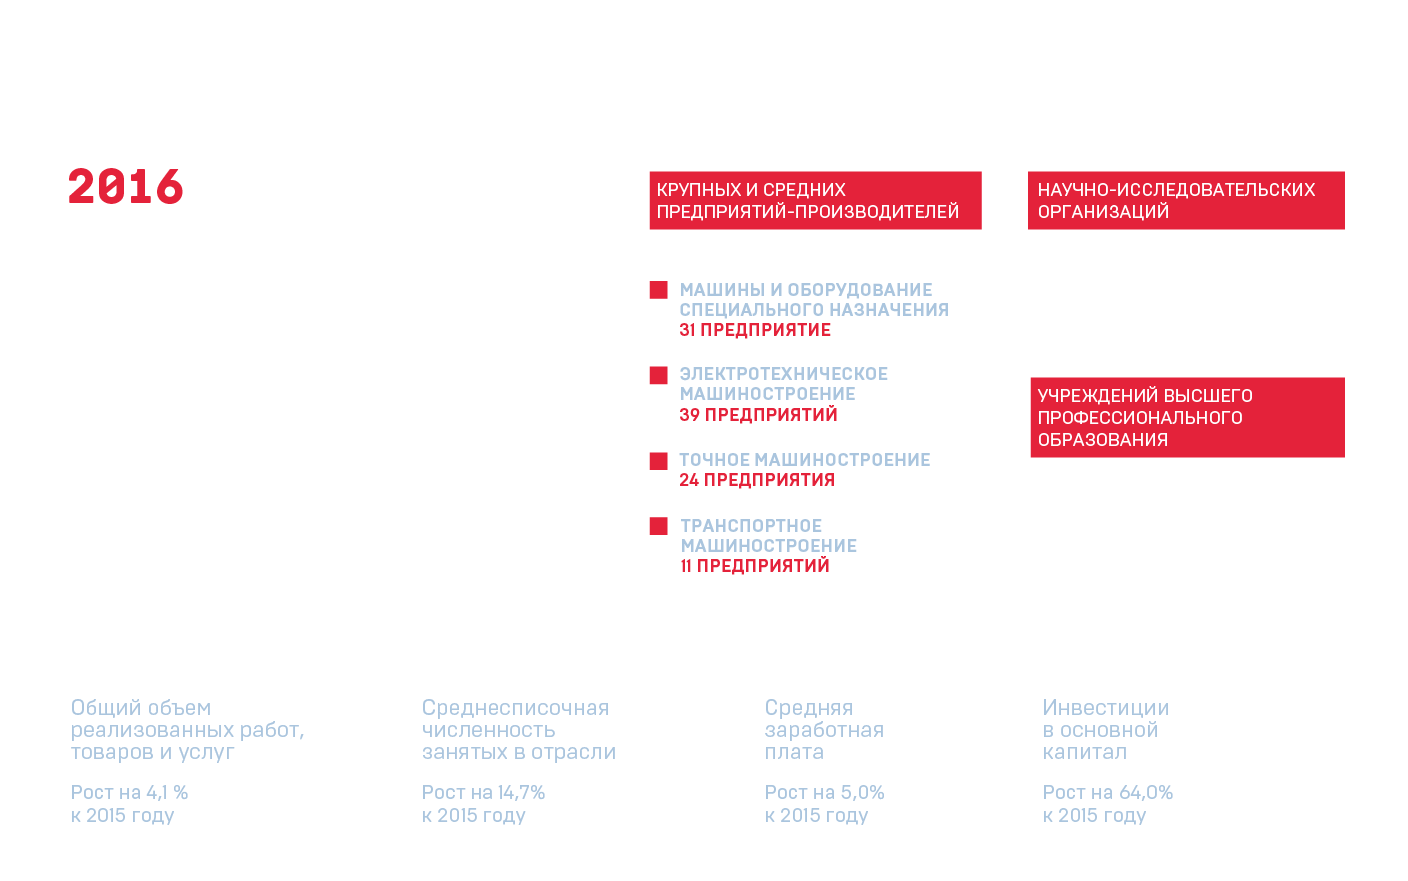 2016
КРУПНЫХ И СРЕДНИХ
ПРЕДПРИЯТИЙ-ПРОИЗВОДИТЕЛЕЙ
НАУЧНО-ИССЛЕДОВАТЕЛЬСКИХ
ОРГАНИЗАЦИЙ
МАШИНЫ И ОБОРУДОВАНИЕ
СПЕЦИАЛЬНОГО НАЗНАЧЕНИЯ
31 ПРЕДПРИЯТИЕ
ЭЛЕКТРОТЕХНИЧЕСКОЕ
МАШИНОСТРОЕНИЕ
39 ПРЕДПРИЯТИЙ
ТОЧНОЕ МАШИНОСТРОЕНИЕ
24 ПРЕДПРИЯТИЯ
ТРАНСПОРТНОЕ
МАШИНОСТРОЕНИЕ
11 ПРЕДПРИЯТИЙ
УЧРЕЖДЕНИЙ ВЫСШЕГО
ПРОФЕССИОНАЛЬНОГО
ОБРАЗОВАНИЯ
Общий объем
реализованных работ,
товаров и услуг
Рост на 4,1 %
к 2015 году
Среднесписочная
численность
занятых в отрасли
Рост на 14,7%
к 2015 году
Средняя
заработная
плата
Рост на 5,0%
к 2015 году
Инвестиции
в основной
капитал
Рост на 64,0%
к 2015 году